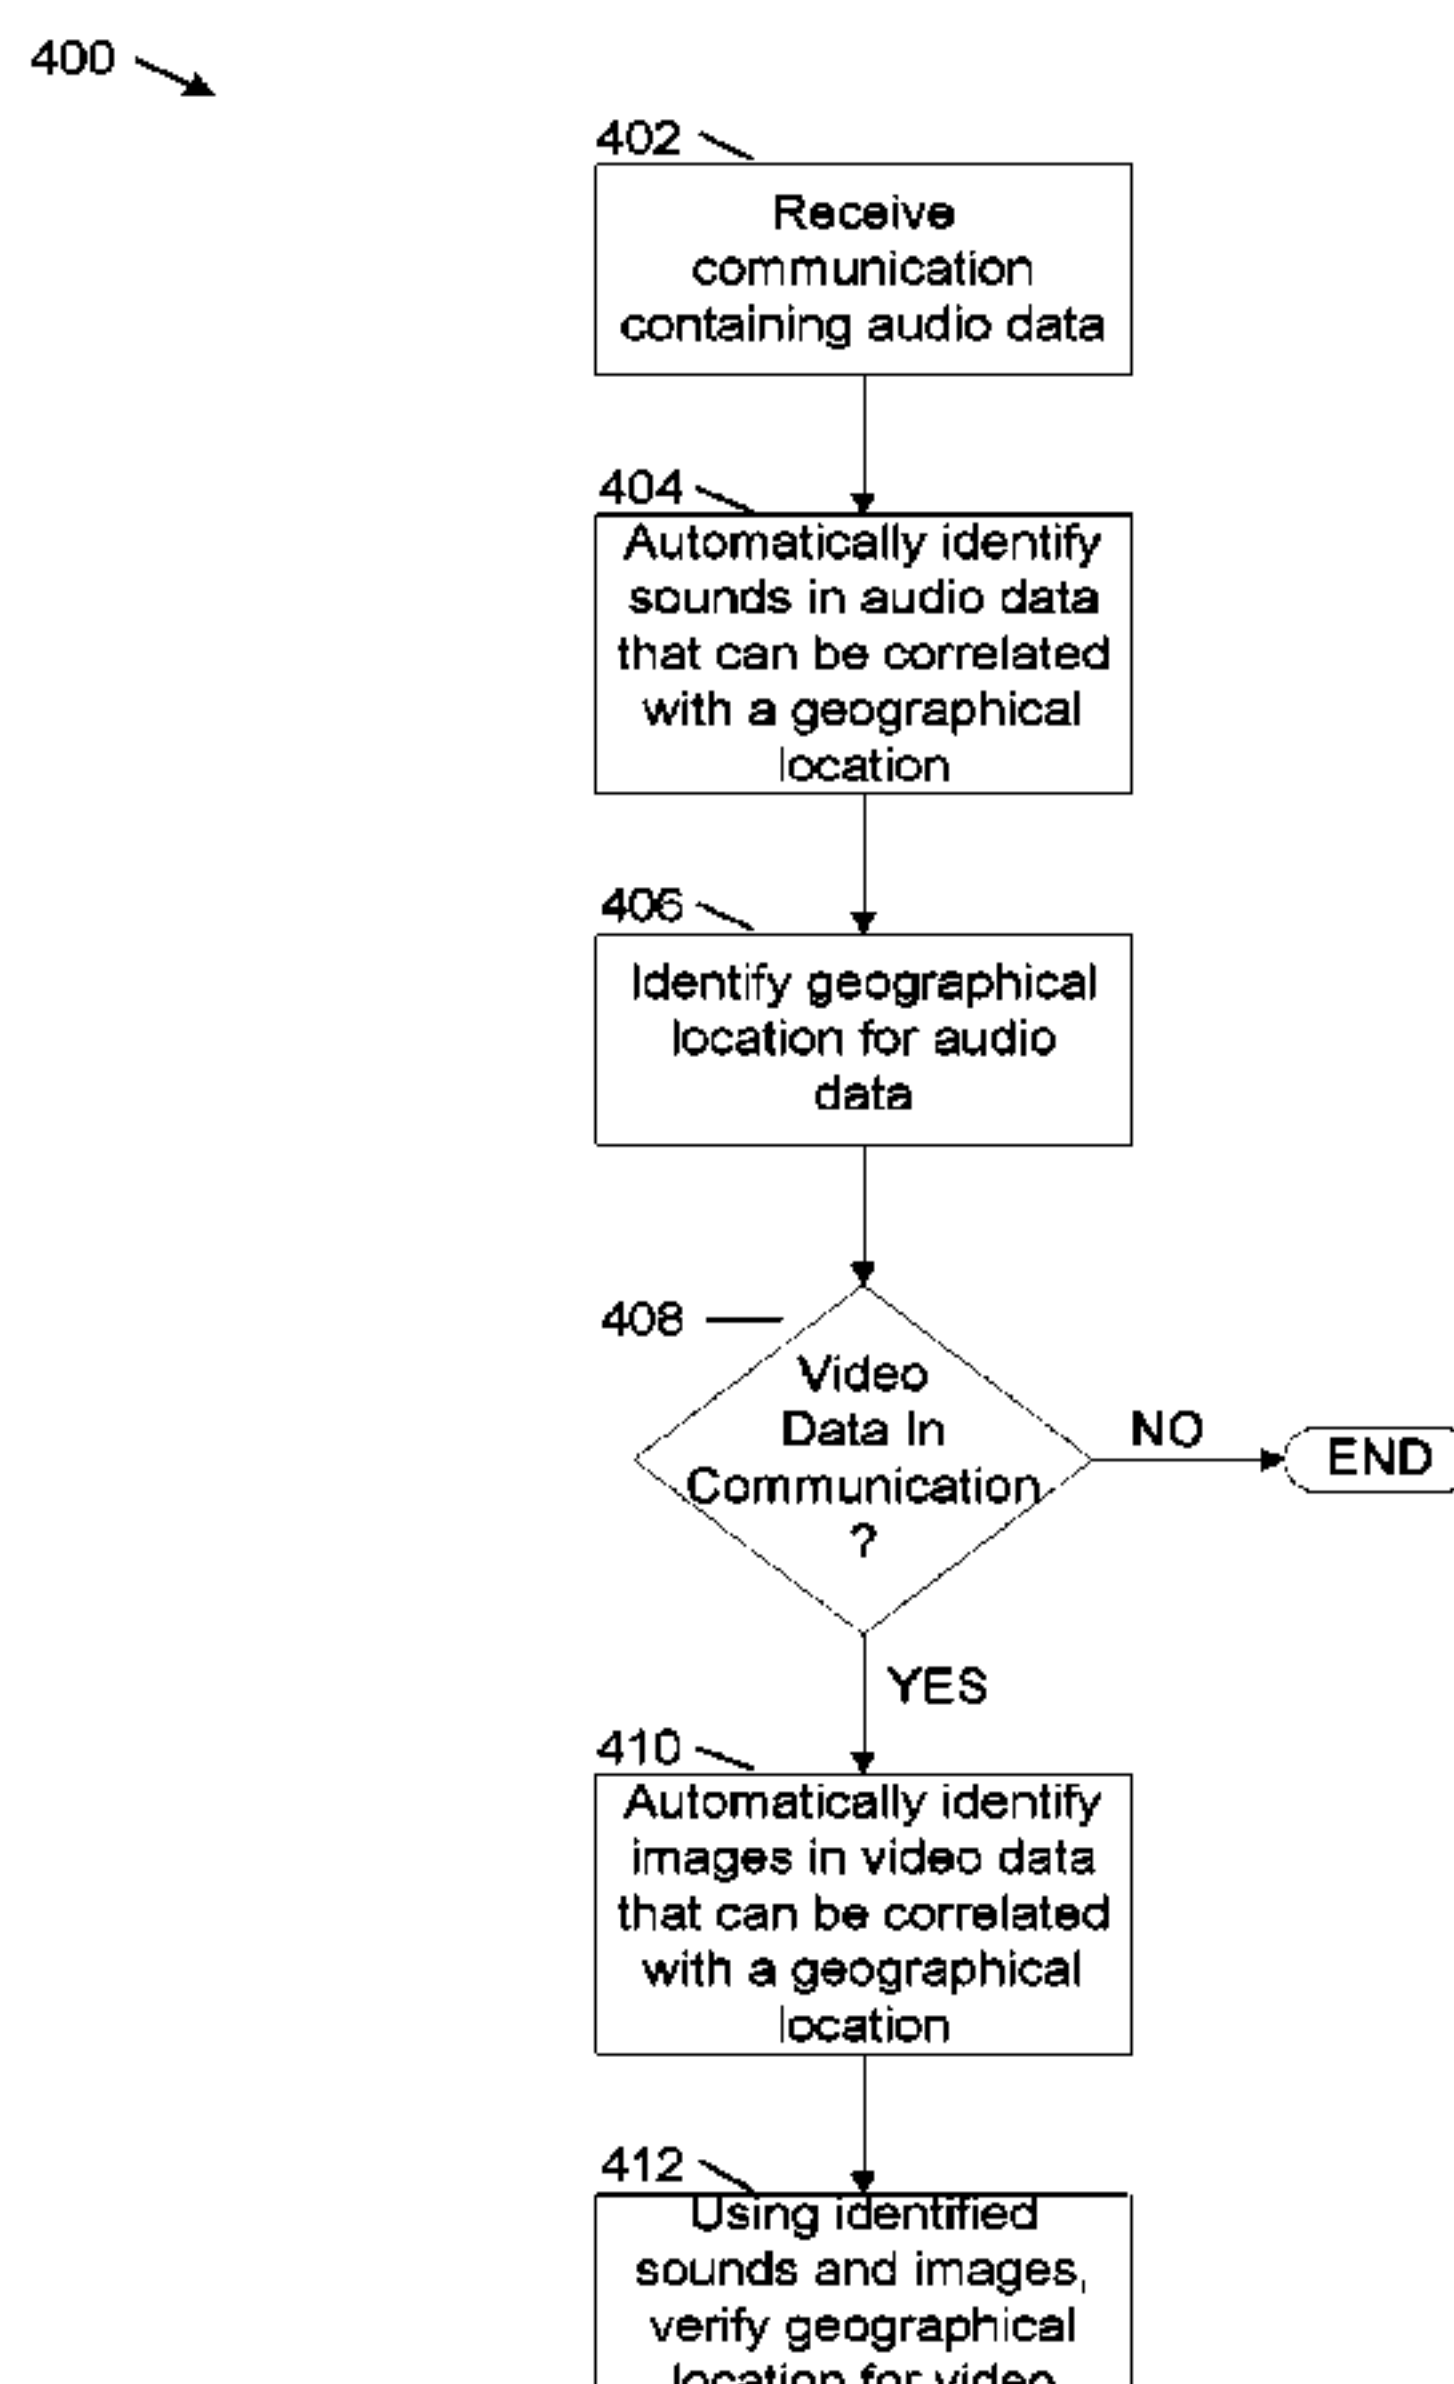 400
402
Receive
communication
containing audio data
404
Automatically identify
sounds in audio data
that can be correlated
with a geographical
location
406
Identify geographical
location for audio
data
408
Video
Data In
Communication
?
NO
END
YES
410
Automatically identify
images in video data
that can be correlated
with a geographical
location
412
Using identified
sounds and images,
verify geographical
location for video